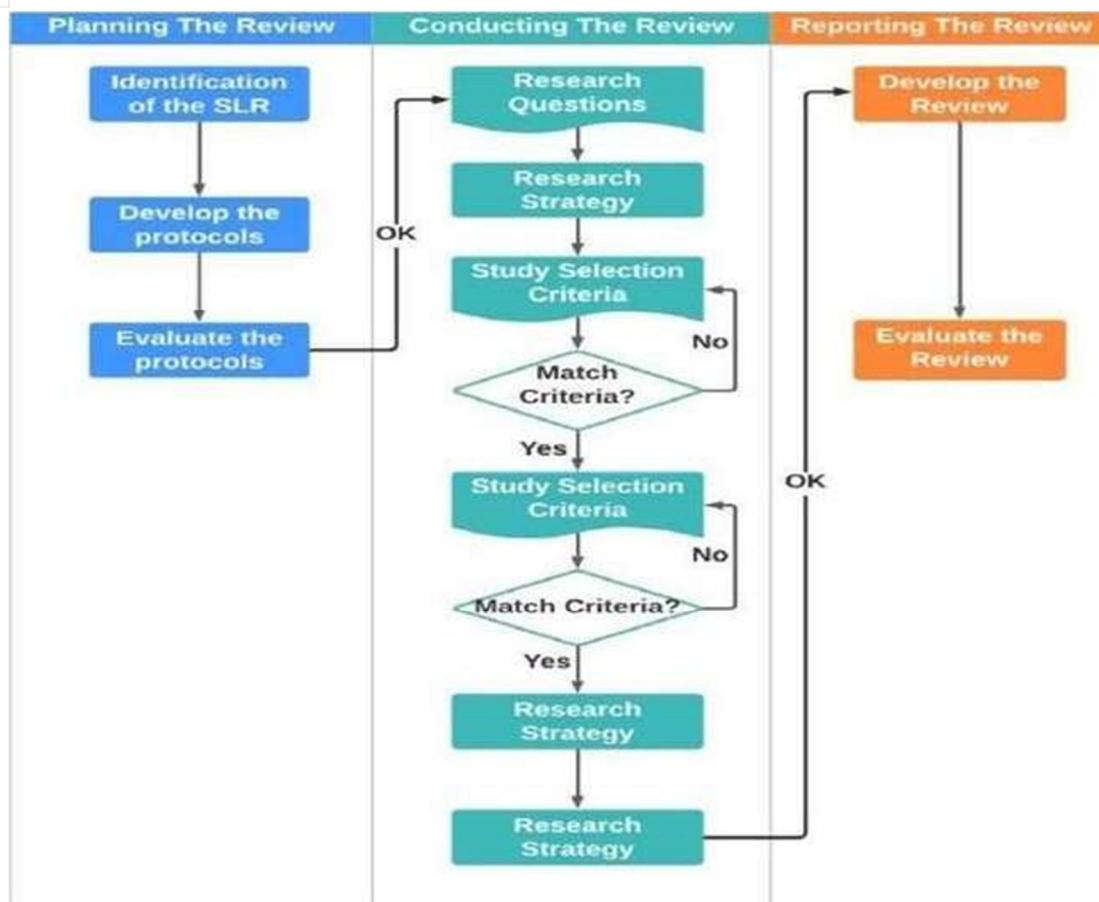 Planning The Review
Conducting The Review
Reporting The Review
Identification
of the SLR
Develop the
protocols
Evaluate the
protocols
OK
Research
Questions
Research
Strategy
Study Selection
Criteria
No
Match
Criteria?
Yes
Study Selection
Criteria
No
Match Criteria?
Yes
Research
Strategy
Research
Strategy
OK
Develop the
Review
Evaluate the
Review